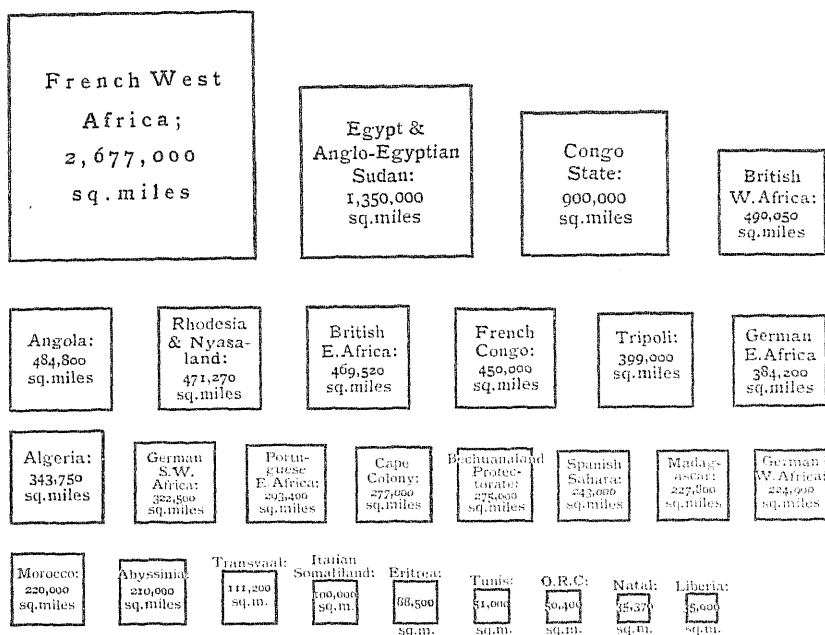 French West
Africa;
2,677,000
sq.miles
Egypt &
Anglo-Egyptian
Sudan:
1,350,000
sq.miles
Congo
State:
900,000
sq.miles
British
W.Africa:
490,050
sq.miles
Angola:
484,800
sq.miles
Rhodesia
& Nyasa-
land:
471,270
sq.miles
British
E.Africa:
469,520
sq.miles
French
Congo:
450,000
sq.miles
Tripoli:
399,000
sq.miles
German
E.Africa
384,200
sq.miles
Algeria:
343,750
sq.miles
German
S.W.
Africa:
322,500
sq.miles
Portu-
guese
E.Africa:
293,400
sq.miles
Cape
Colony:
277,000
sq.miles
Bechuanaland
Protec-
torate:
275,000
sq.miles
Spanish
Sahara:
243,000
sq.miles
Madag-
ascar:
227,800
sq.miles
German
W.Africa:
224,900
sq.miles
Morocco:
220,000
sq.miles
Abyssinia:
210,000
sq.miles
Transvaal:
111,200
sq.m.
Italian
Somaliland:
100,000
sq.m.
Eritrea:
88,500
sq.m.
Tunis:
51,000
sq.m.
O.R.C:
50,400
sq.m.
Natal:
35,370
sq.m.
Liberia:
35,000
sq.m.